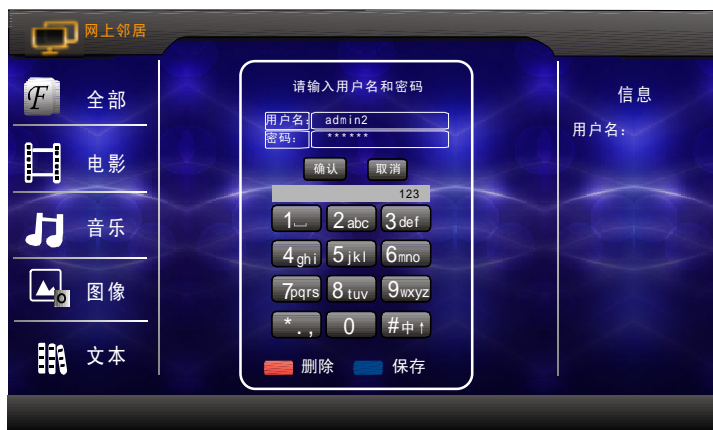 网上邻居
F 全部
电影
音乐
图像
文本
请输入用户名和密码
用户名: admin2
密码: ******
确认 取消
123
1⎵ 2abc 3def
4ghi 5jkl 6mno
7pqrs 8tuv 9wxyz
*., 0 #中↑
删除 保存
信息
用户名: